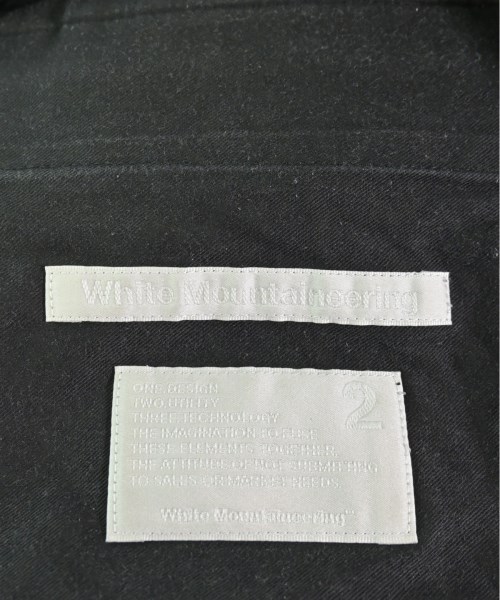 White Mountaineering
2
ONE DESIGN
TWO UTILITY
THREE TECHNOLOGY
THE IMAGINATION TO FUSE
THESE ELEMENTS TOGETHER,
THE ATTITUDE OF NOT SUBMITTING
TO SALES OR MARKET NEEDS.
White Mountaineering™